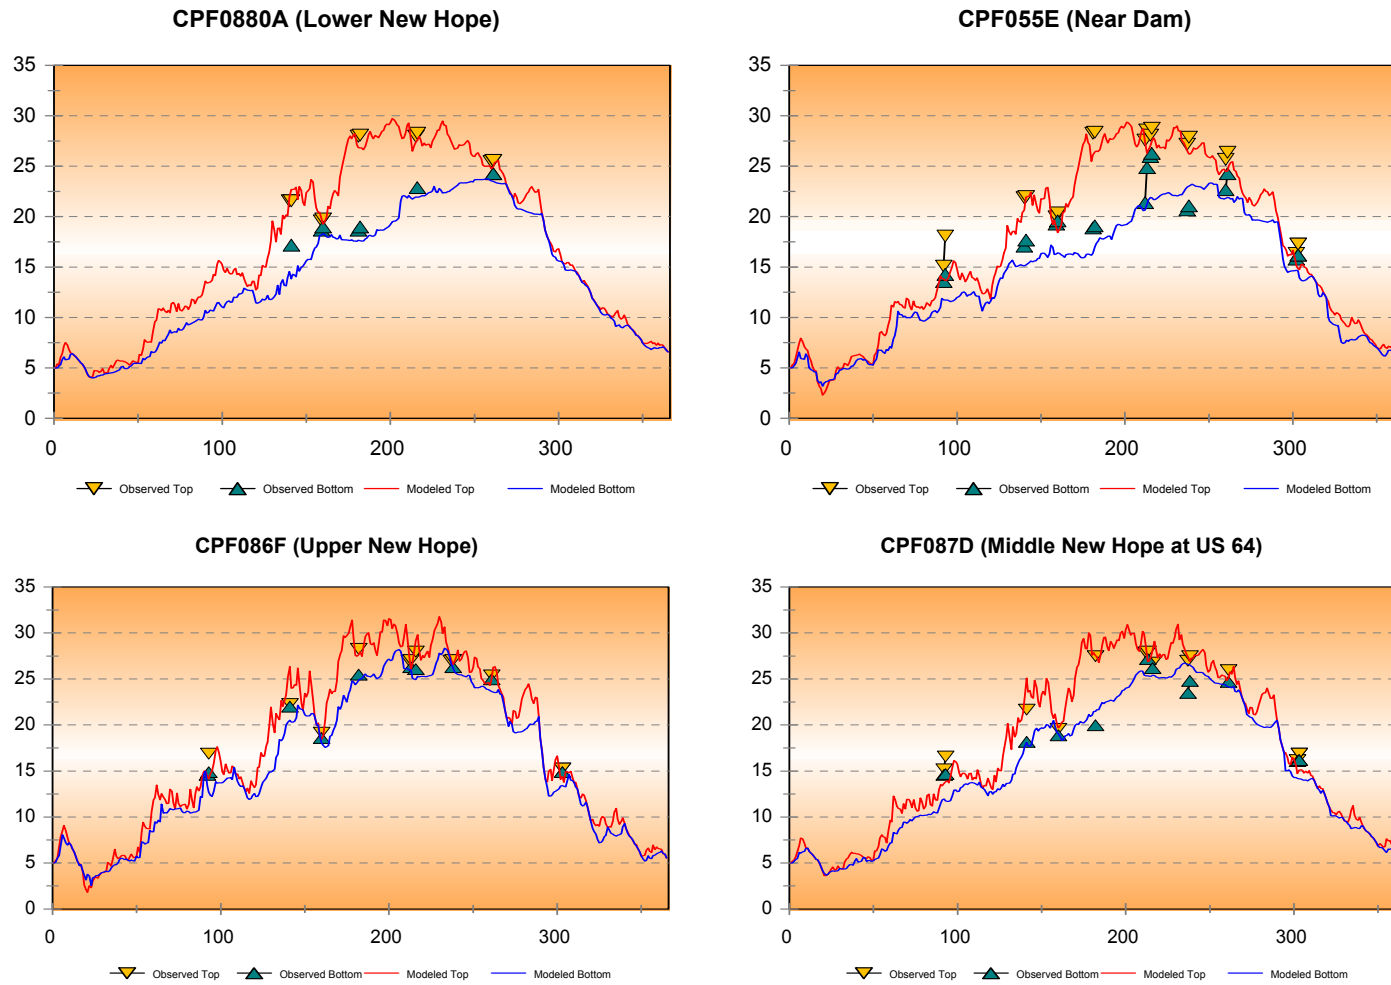 CPF0880A (Lower New Hope)
35
30
25
20
15
10
5
0
0 100 200 300
Observed Top Observed Bottom Modeled Top Modeled Bottom
CPF055E (Near Dam)
35
30
25
20
15
10
5
0
0 100 200 300
Observed Top Observed Bottom Modeled Top Modeled Bottom
CPF086F (Upper New Hope)
35
30
25
20
15
10
5
0
0 100 200 300
Observed Top Observed Bottom Modeled Top Modeled Bottom
CPF087D (Middle New Hope at US 64)
35
30
25
20
15
10
5
0
0 100 200 300
Observed Top Observed Bottom Modeled Top Modeled Bottom